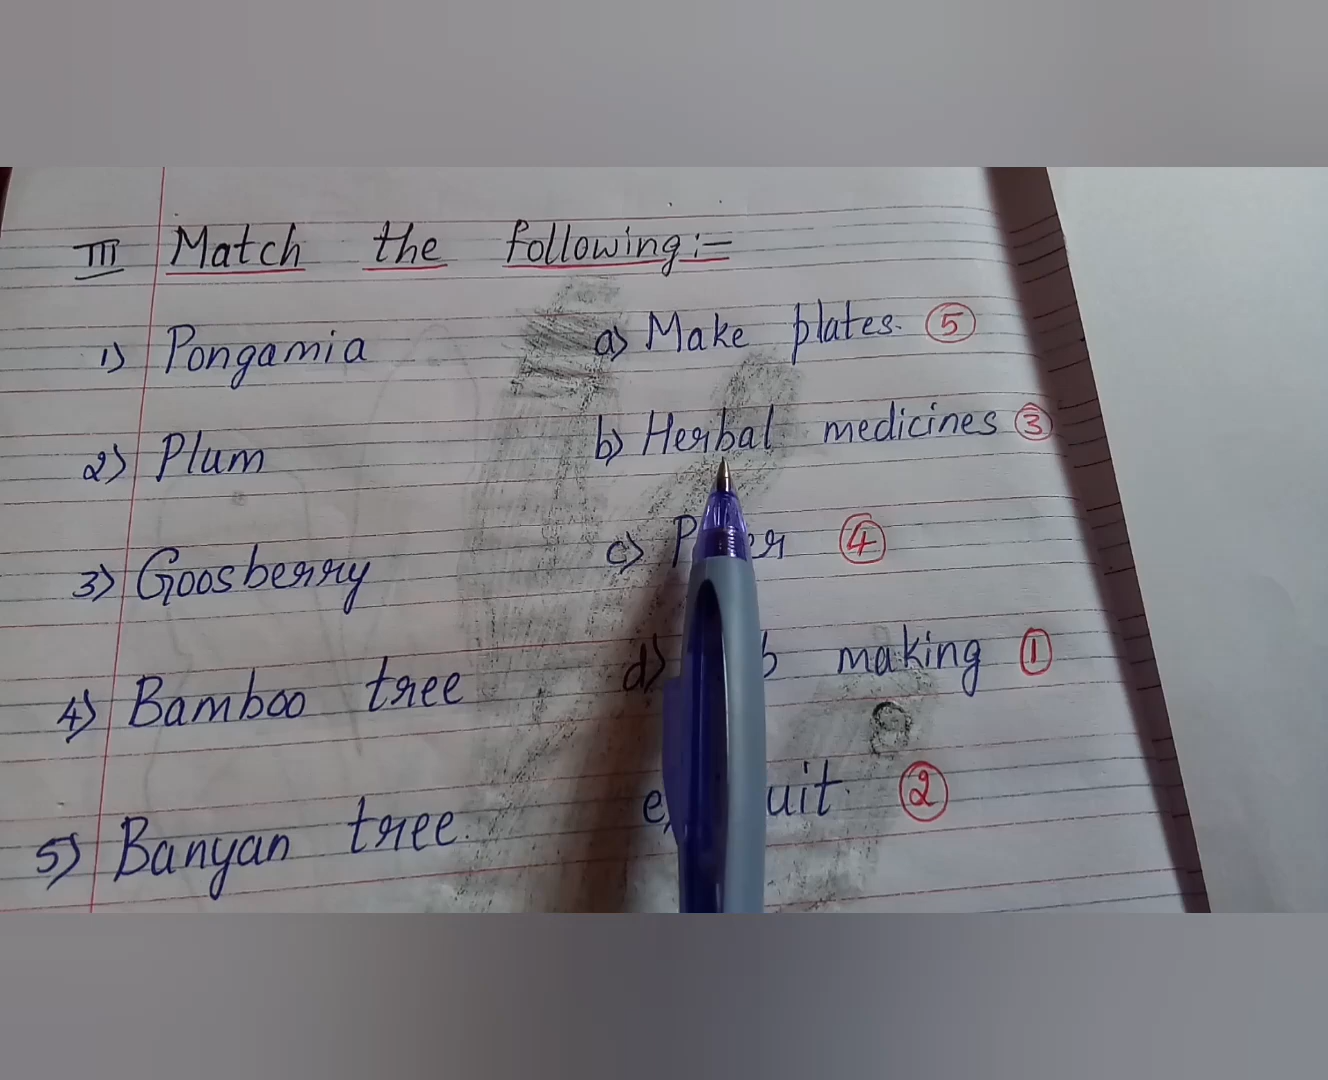 III Match the following:-
1) Pongamia a) Make plates. 5
2) Plum b) Herbal medicines 3
3) Goosberry c) 4
4) Bamboo tree d) making 1
5) Banyan tree. e) 2